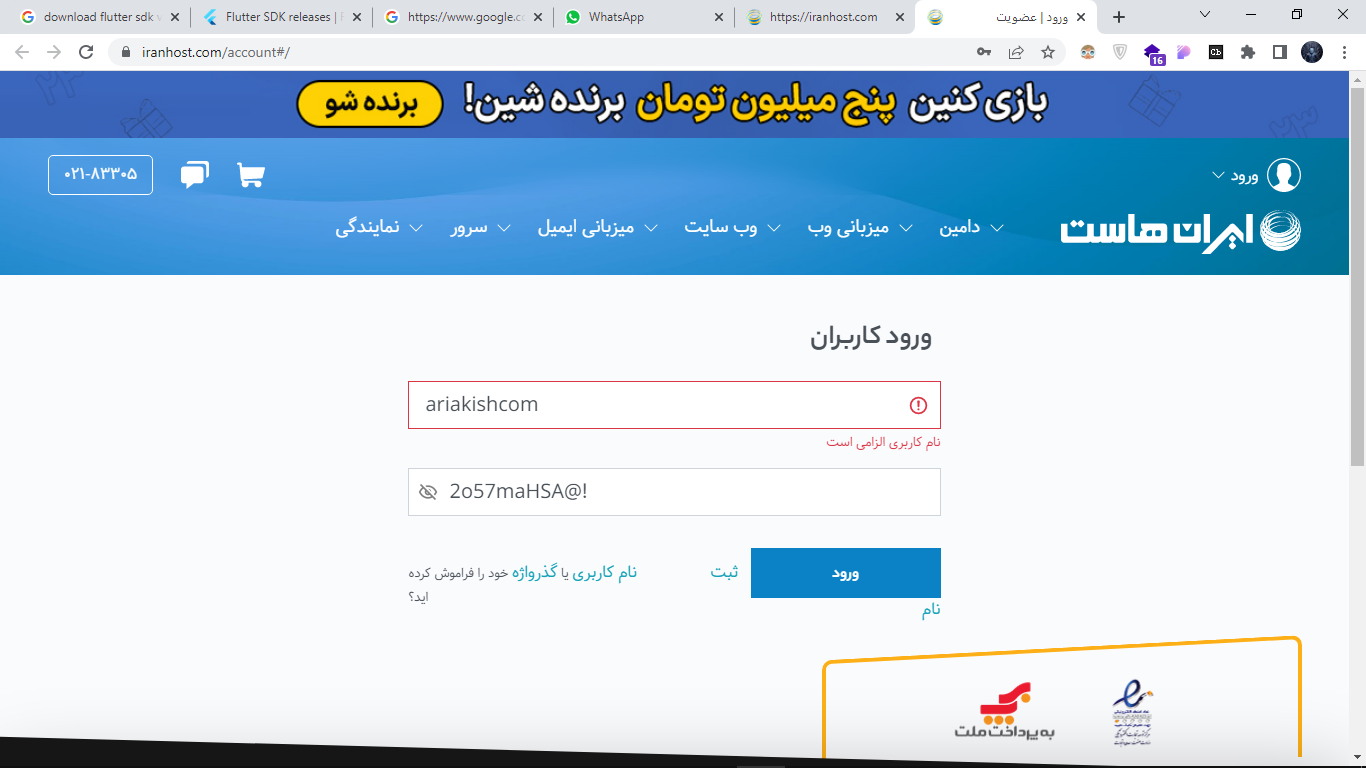 download flutter sdk
Flutter SDK releases |
https://www.google.c
WhatsApp
https://iranhost.com
ورود | عضویت
iranhost.com/account#/
16
Cb
بازی کنین پنج میلیون تومان برنده شین!
برنده شو
ورود
۰۲۱-۸۳۳۰۵
ایران هاست
دامین
میزبانی وب
وب سایت
میزبانی ایمیل
سرور
نمایندگی
ورود کاربران
ariakishcom
نام کاربری الزامی است
2o57maHSA@!
ورود
ثبت
نام
نام کاربری یا گذرواژه خود را فراموش کرده
اید؟
به پرداخت ملت